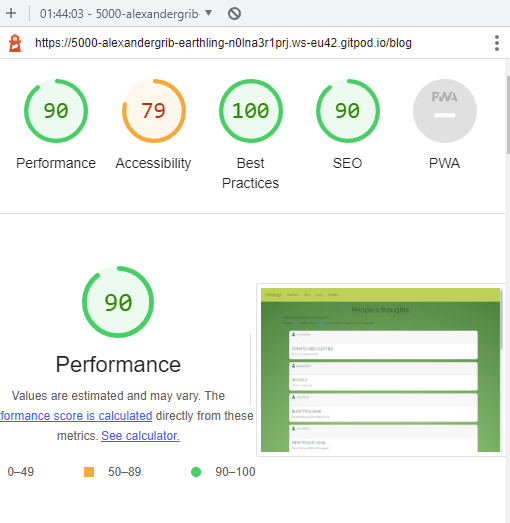 01:44:03 - 5000-alexandergrib
https://5000-alexandergrib-earthling-n0lna3r1prj.ws-eu42.gitpod.io/blog
90 79 100 90 PWA
Performance Accessibility Best Practices SEO PWA
90
People's thoughts
Performance
Values are estimated and may vary. The
formance score is calculated directly from these
metrics. See calculator.
0–49 50–89 90–100